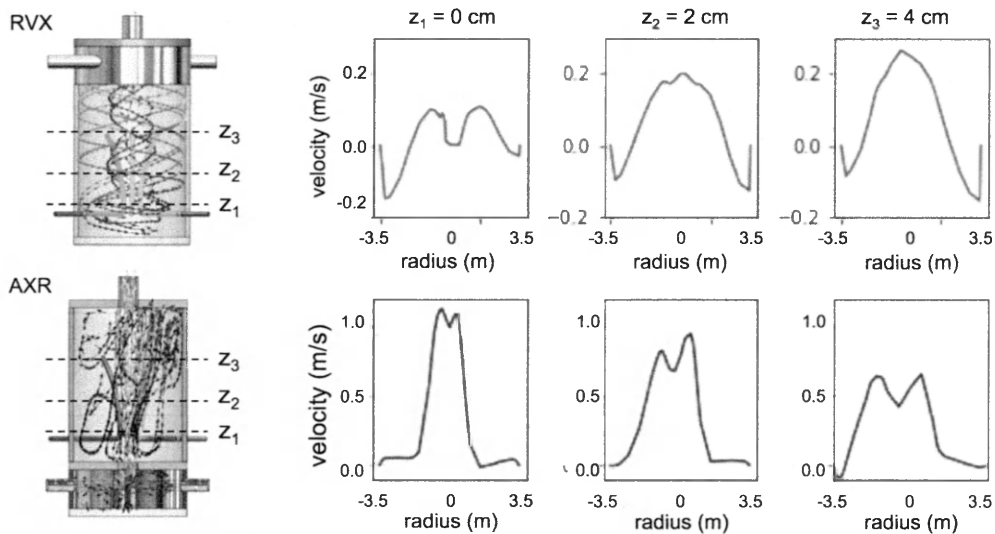 RVX
z₁ = 0 cm
z₂ = 2 cm
z₃ = 4 cm
z₃
z₂
z₁
velocity (m/s)
0.2
0.0
-0.2
-3.5
0
3.5
radius (m)
0.2
0.0
−0.2
-3.5
0
3.5
radius (m)
0.2
0.0
−0.2
-3.5
0
3.5
radius (m)
AXR
z₃
z₂
z₁
velocity (m/s)
1.0
0.5
0.0
-3.5
0
3.5
radius (m)
1.0
0.5
0.0
-3.5
0
3.5
radius (m)
1.0
0.5
0.0
-3.5
0
3.5
radius (m)